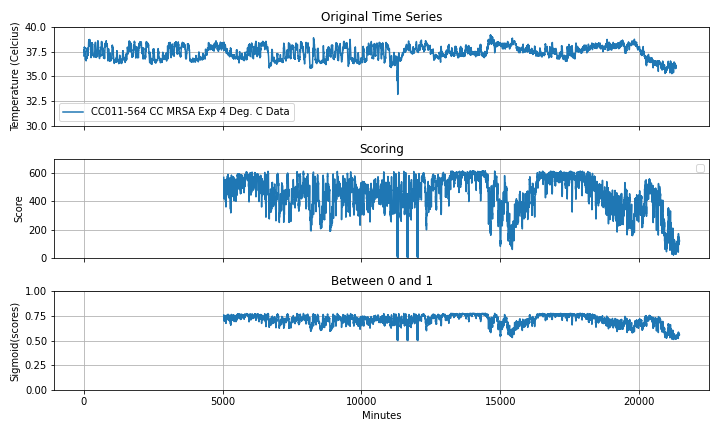 Original Time Series
Temperature (Celcius)
40.0
37.5
35.0
32.5
30.0
CC011-564 CC MRSA Exp 4 Deg. C Data
Scoring
Score
600
400
200
0
Between 0 and 1
Sigmoid(scores)
1.00
0.75
0.50
0.25
0.00
0 5000 10000 15000 20000
Minutes